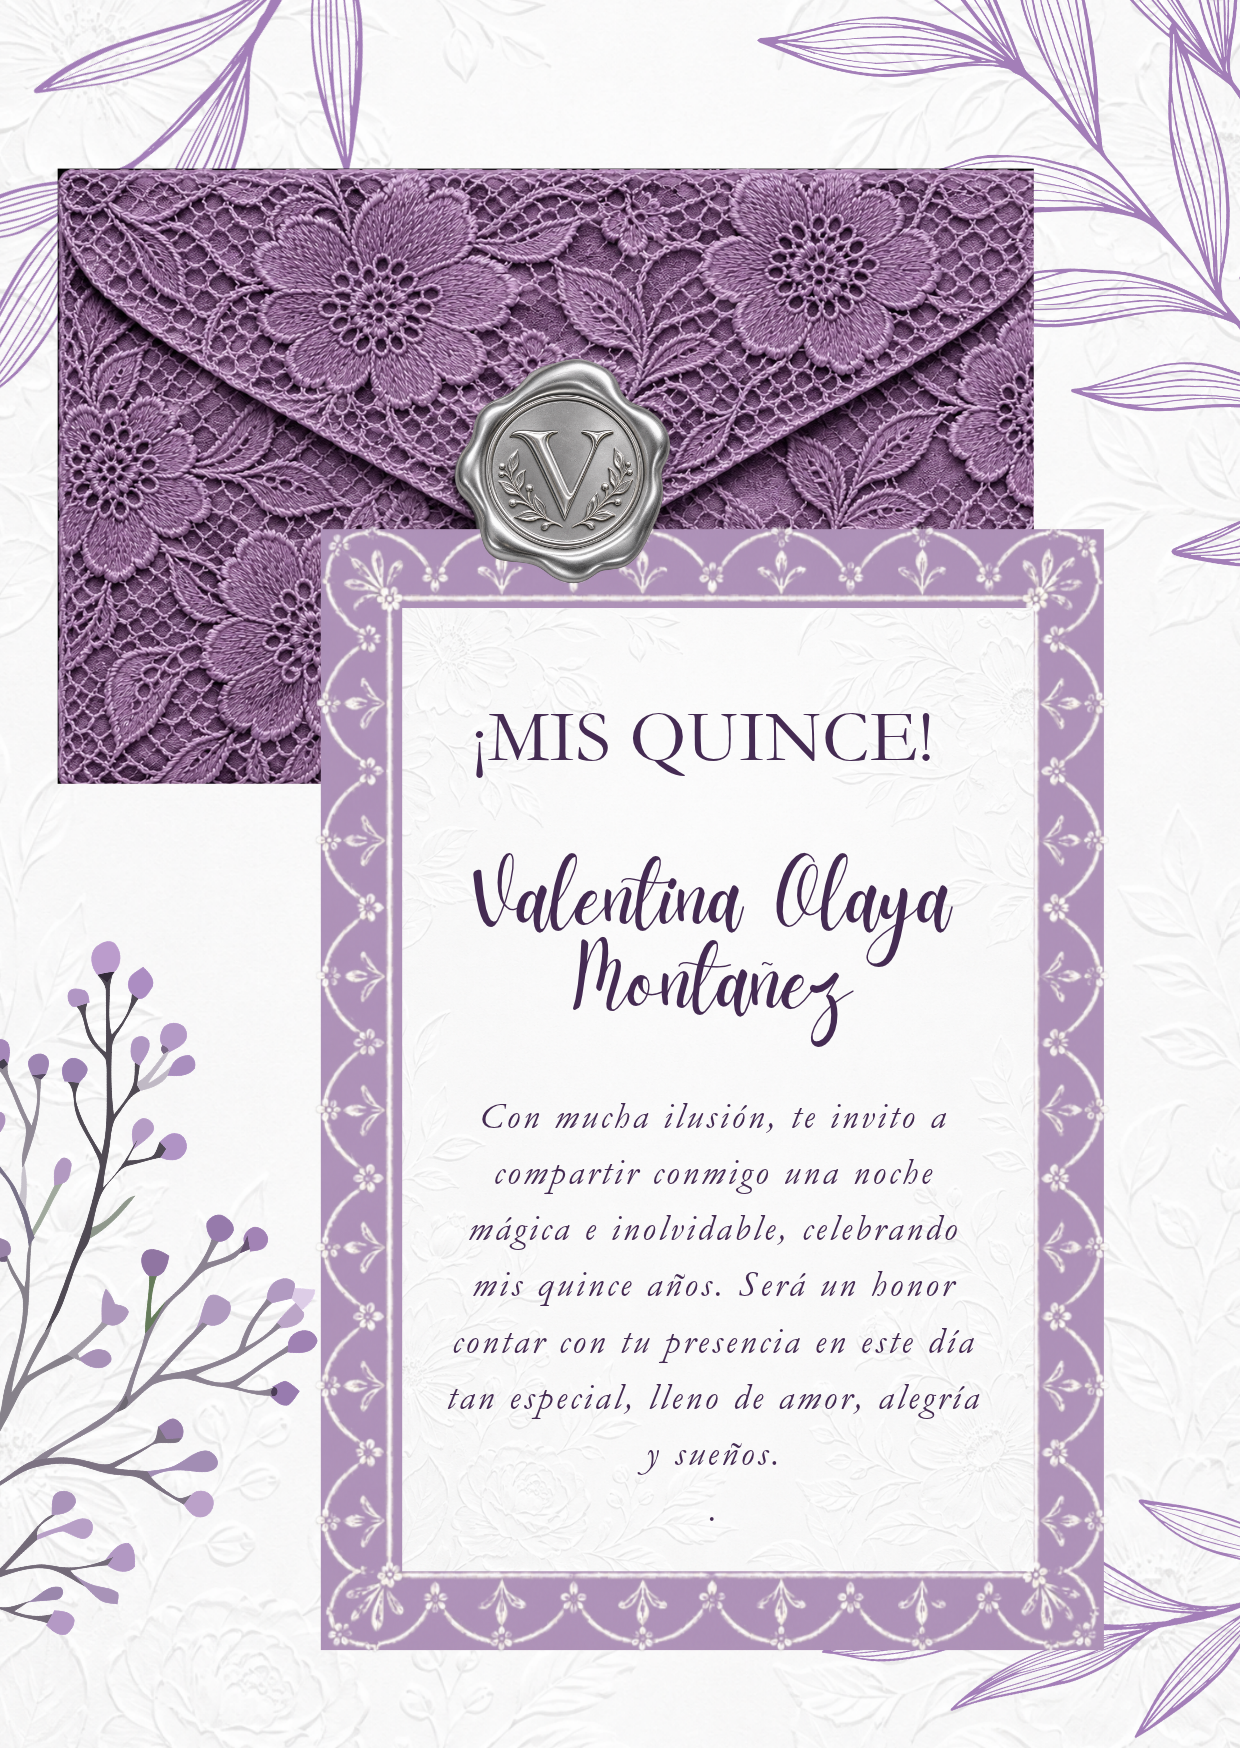 V
¡MIS QUINCE!
Valentina Olaya
Montañez
Con mucha ilusión, te invito a
compartir conmigo una noche
mágica e inolvidable, celebrando
mis quince años. Será un honor
contar con tu presencia en este día
tan especial, lleno de amor, alegría
y sueños.
.